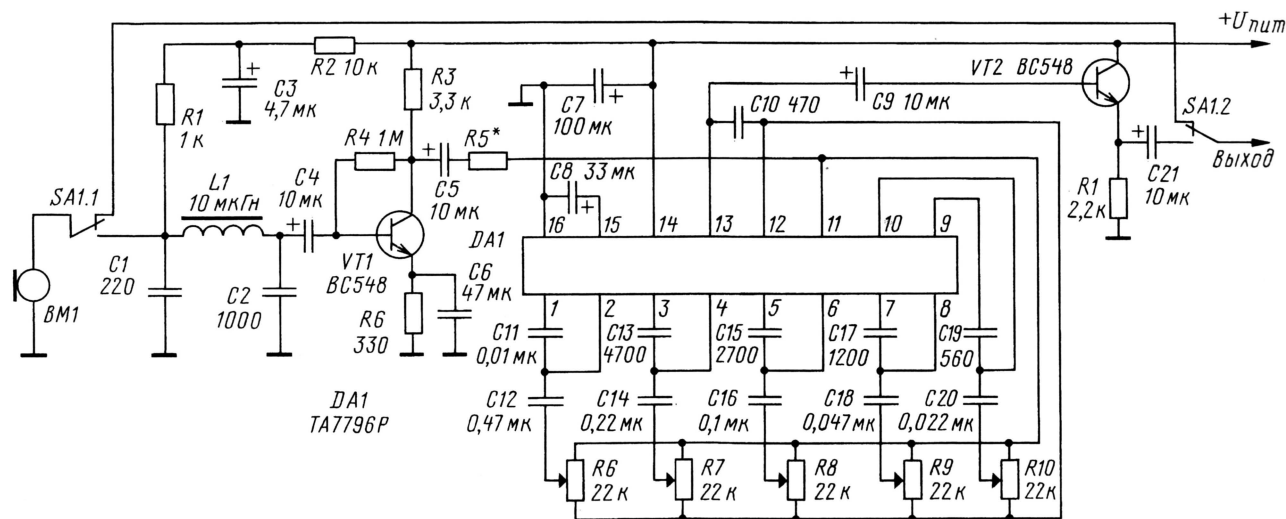 +Uпит
R1
1к
C3
4,7 мк
R2 10к
R3
3,3 к
C7
100 мк
C10 470
C9 10 мк
VT2 BC548
SA1.2
Выход
C21
10 мк
R1
2,2к
SA1.1
L1
10 мкГн
C4
10 мк
R4 1М
C5
10 мк
R5*
C8 33 мк
BM1
C1
220
C2
1000
VT1
BC548
R6
330
C6
47 мк
DA1
16
15
14
13
12
11
10
9
1
2
3
4
5
6
7
8
C11
0,01 мк
C13
4700
C15
2700
C17
1200
C19
560
C12
0,47 мк
C14
0,22 мк
C16
0,1 мк
C18
0,047 мк
C20
0,022 мк
DA1
TA7796P
R6
22 к
R7
22 к
R8
22 к
R9
22 к
R10
22 к